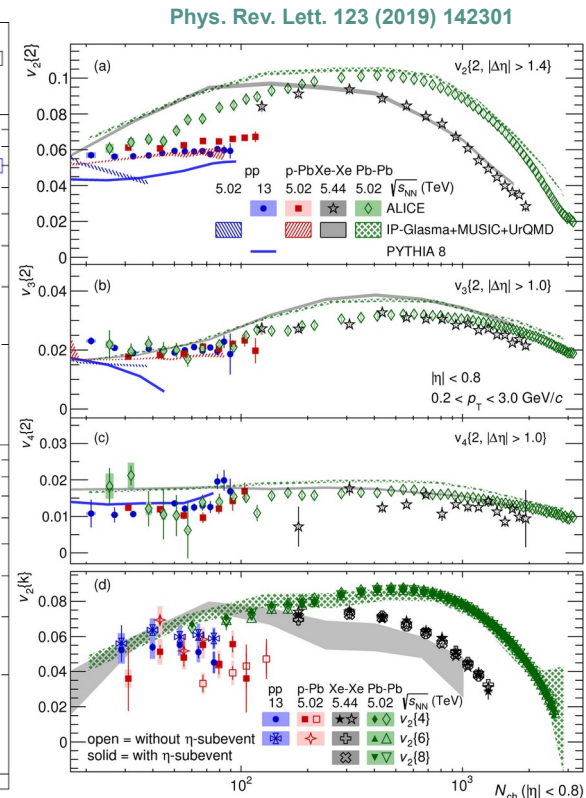 Phys. Rev. Lett. 123 (2019) 142301
v₂{2}
0.1
0.08
0.06
0.04
0.02
0
(a)
v₂{2, |Δη| > 1.4}
pp p-Pb Xe-Xe Pb-Pb
5.02 13 5.02 5.44 5.02 √s_NN (TeV)
ALICE
IP-Glasma+MUSIC+UrQMD
PYTHIA 8
v₃{2}
0.04
0.02
0
(b)
v₃{2, |Δη| > 1.0}
|η| < 0.8
0.2 < p_T < 3.0 GeV/c
v₄{2}
0.03
0.02
0.01
0
(c)
v₄{2, |Δη| > 1.0}
v₂{k}
0.08
0.06
0.04
0.02
0
(d)
pp p-Pb Xe-Xe Pb-Pb
13 5.02 5.44 5.02 √s_NN (TeV)
v₂{4}
v₂{6}
v₂{8}
open = without η-subevent
solid = with η-subevent
10² 10³
N_ch (|η| < 0.8)